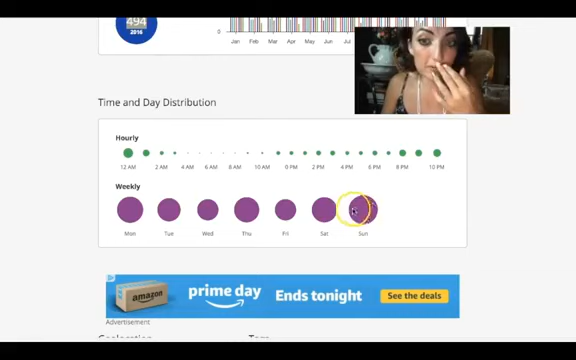 494
2016
0
Jan Feb Mar Apr May Jun Jul
Time and Day Distribution
Hourly
12 AM 2 AM 4 AM 6 AM 8 AM 10 AM 0 PM 2 PM 4 PM 6 PM 8 PM 10 PM
Weekly
Mon Tue Wed Thu Fri Sat Sun
amazon
prime day
Ends tonight
See the deals
Advertisement